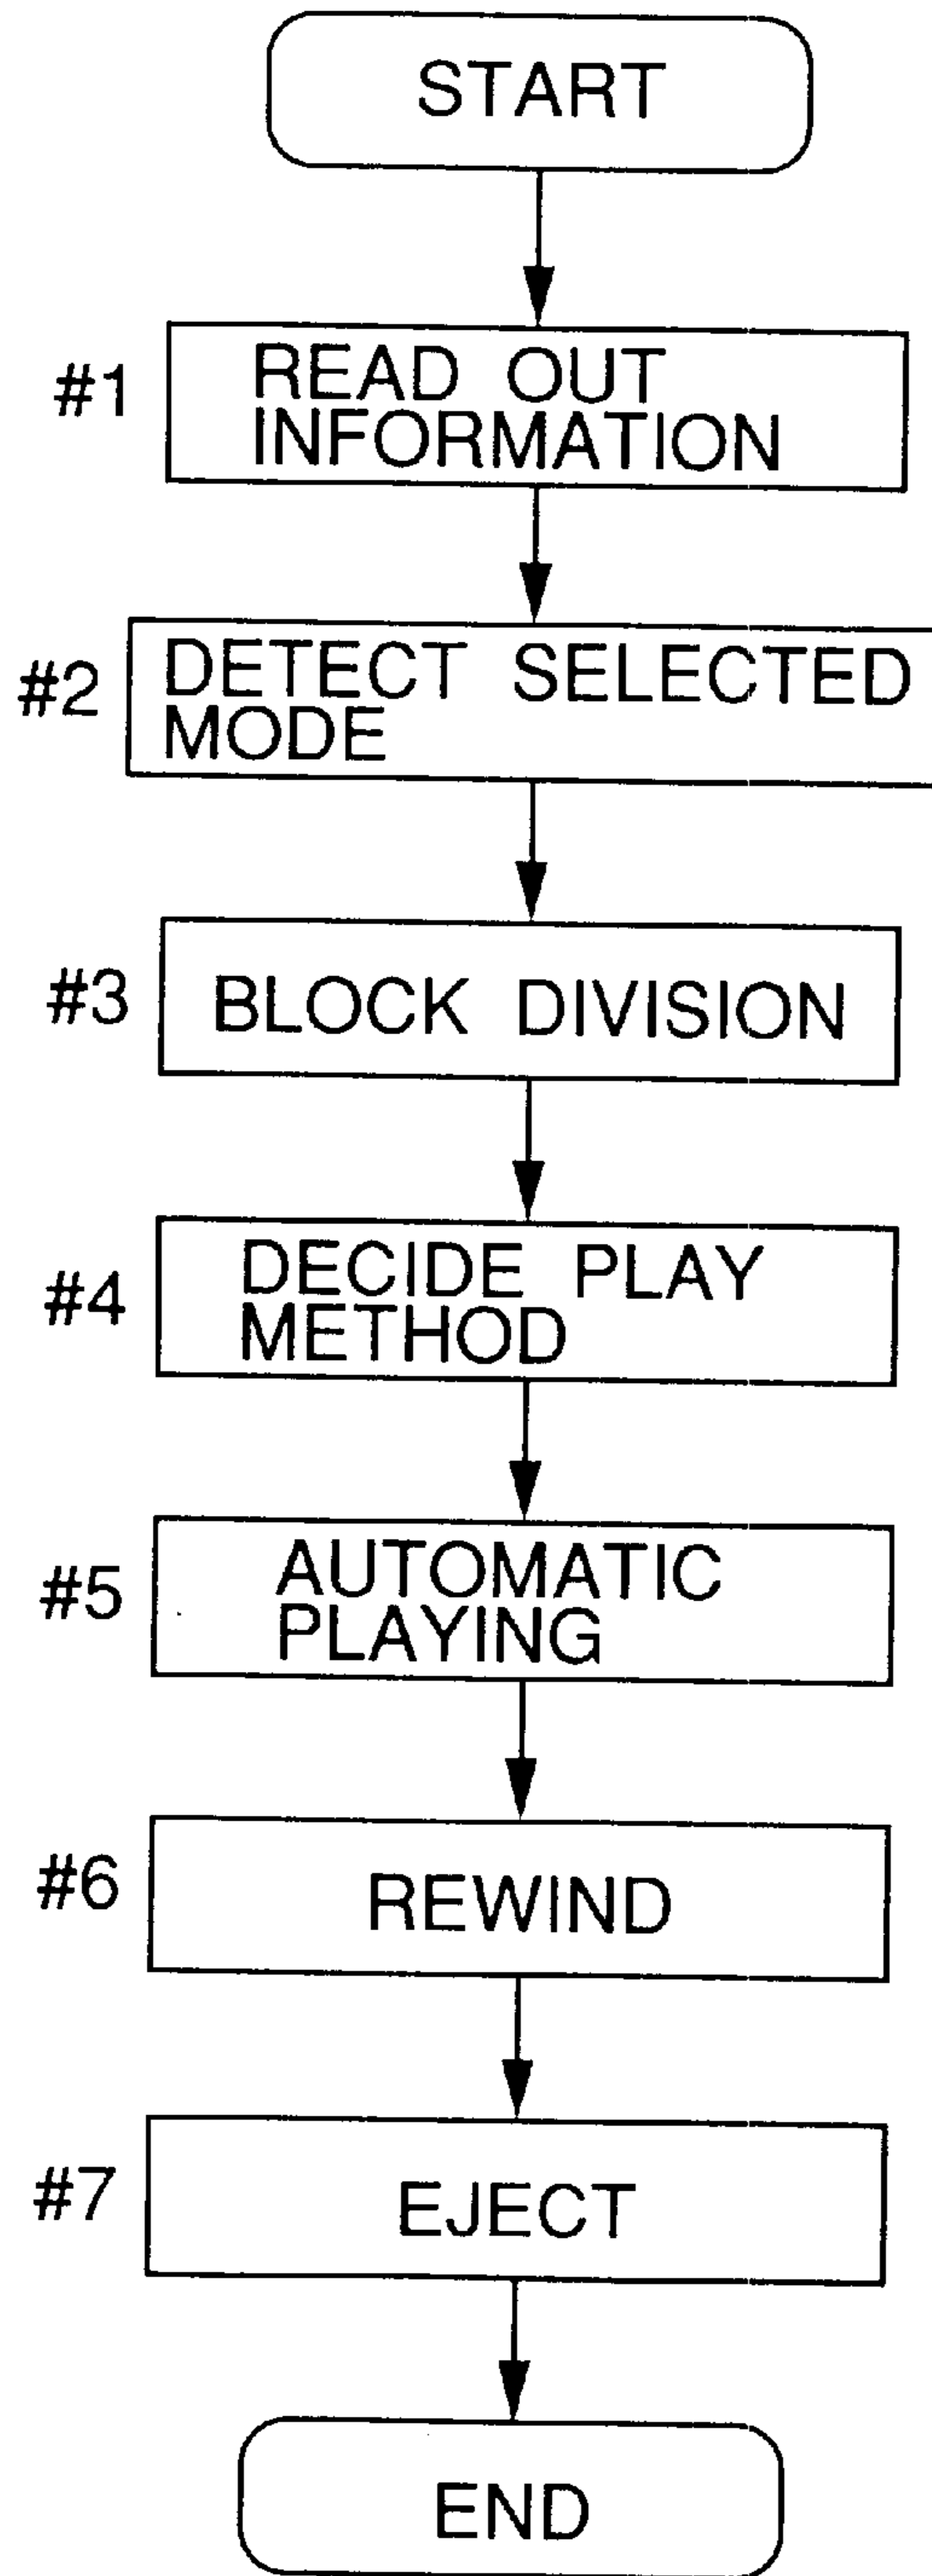 START
#1
READ OUT
INFORMATION
#2
DETECT SELECTED
MODE
#3
BLOCK DIVISION
#4
DECIDE PLAY
METHOD
#5
AUTOMATIC
PLAYING
#6
REWIND
#7
EJECT
END